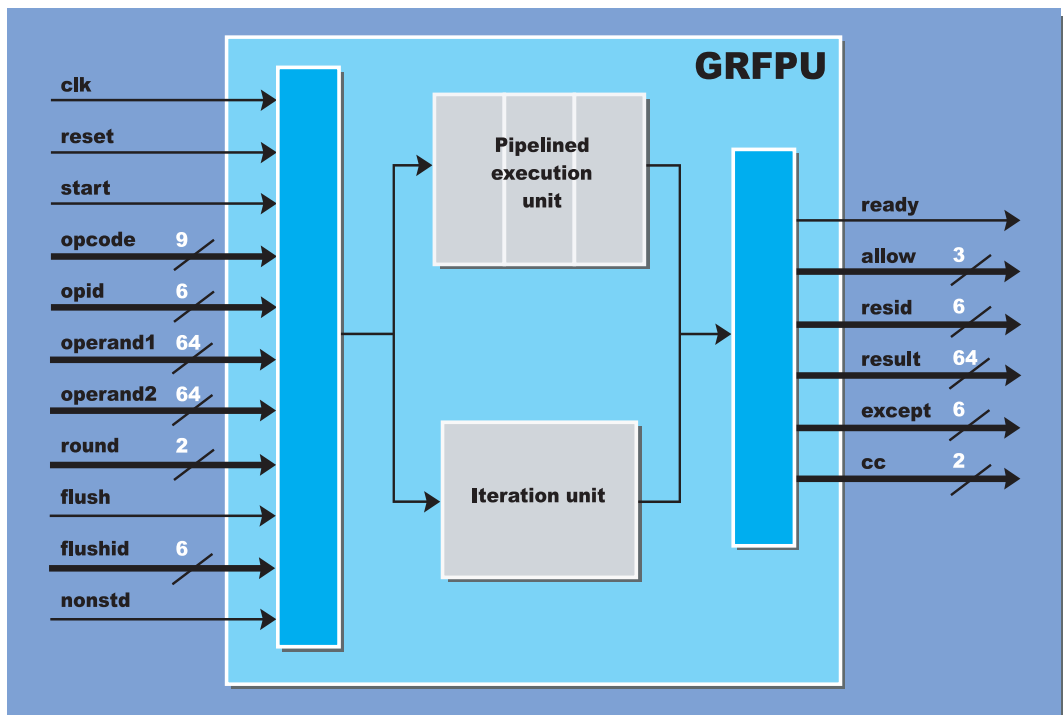 GRFPU
clk
reset
start
opcode 9
opid 6
operand1 64
operand2 64
round 2
flush
flushid 6
nonstd
Pipelined
execution
unit
Iteration unit
ready
allow 3
resid 6
result 64
except 6
cc 2